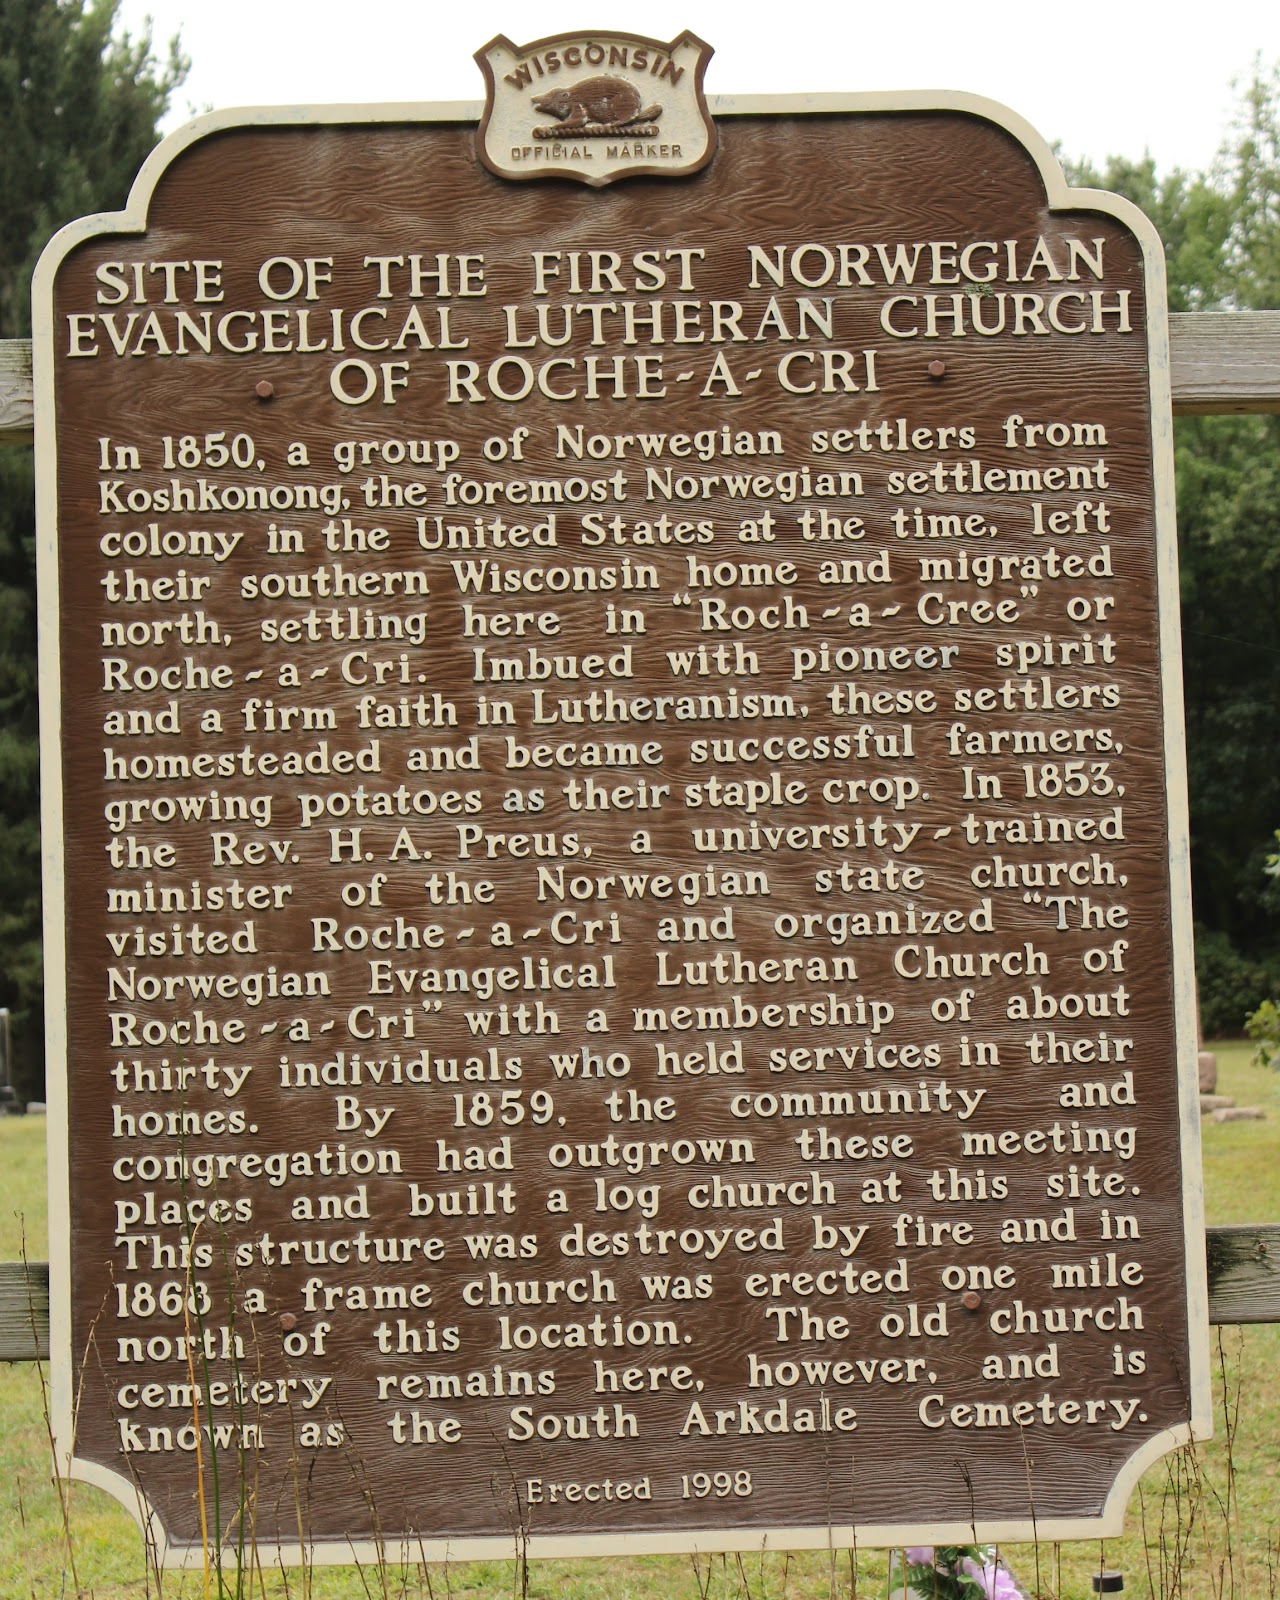 WISCONSIN
OFFICIAL MARKER
SITE OF THE FIRST NORWEGIAN
EVANGELICAL LUTHERAN CHURCH
OF ROCHE-A-CRI
In 1850, a group of Norwegian settlers from
Koshkonong, the foremost Norwegian settlement
colony in the United States at the time, left
their southern Wisconsin home and migrated
north, settling here in “Roch-a-Cree” or
Roche-a-Cri. Imbued with pioneer spirit
and a firm faith in Lutheranism, these settlers
homesteaded and became successful farmers,
growing potatoes as their staple crop. In 1853,
the Rev. H. A. Preus, a university-trained
minister of the Norwegian state church,
visited Roche-a-Cri and organized “The
Norwegian Evangelical Lutheran Church of
Roche-a-Cri” with a membership of about
thirty individuals who held services in their
homes. By 1859, the community and
congregation had outgrown these meeting
places and built a log church at this site.
This structure was destroyed by fire and in
1868 a frame church was erected one mile
north of this location. The old church
cemetery remains here, however, and is
known as the South Arkdale Cemetery.
Erected 1998